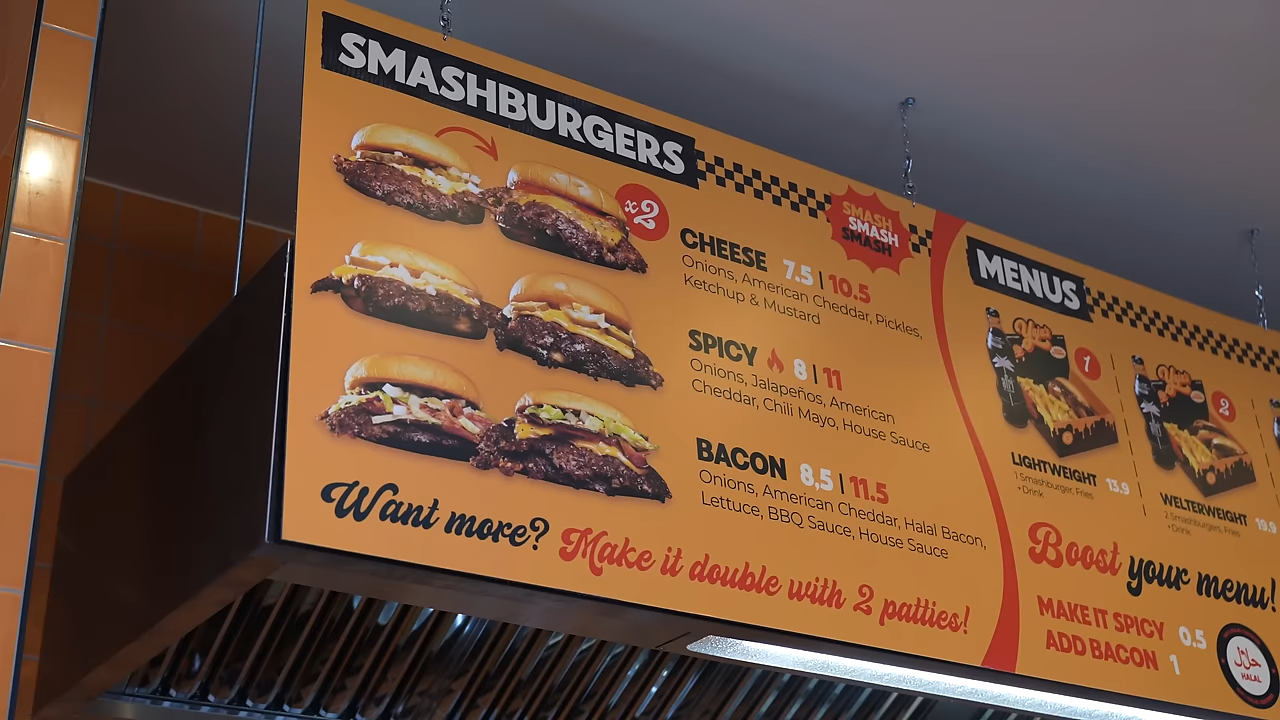 SMASHBURGERS
x2
SMASH
SMASH
SMASH
CHEESE 7.5 | 10.5
Onions, American Cheddar, Pickles,
Ketchup & Mustard
SPICY 8 | 11
Onions, Jalapeños, American
Cheddar, Chili Mayo, House Sauce
BACON 8,5 | 11.5
Onions, American Cheddar, Halal Bacon,
Lettuce, BBQ Sauce, House Sauce
Want more? Make it double with 2 patties!
MENUS
1
LIGHTWEIGHT 13.9
1 Smashburger, Fries
+Drink
2
WELTERWEIGHT 19.9
2 Smashburgers, Fries
+Drink
Boost your menu!
MAKE IT SPICY 0.5
ADD BACON 1
حلال
HALAL